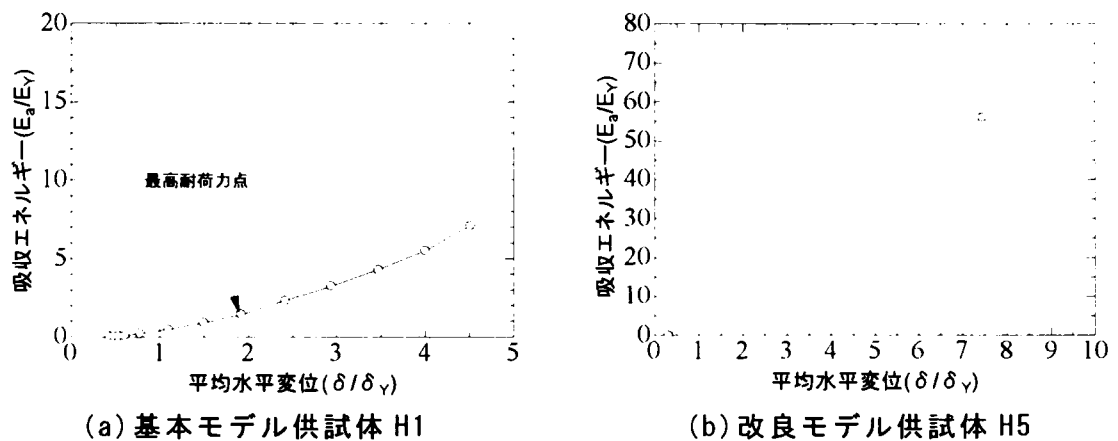 20
15
10
5
0
吸収エネルギー(Ea/EY)
最高耐荷力点
0 1 2 3 4 5
平均水平変位(δ/δY)
(a)基本モデル供試体 H1
80
70
60
50
40
30
20
10
0
吸収エネルギー(Ea/EY)
0 1 2 3 4 5 6 7 8 9 10
平均水平変位(δ/δY)
(b)改良モデル供試体 H5